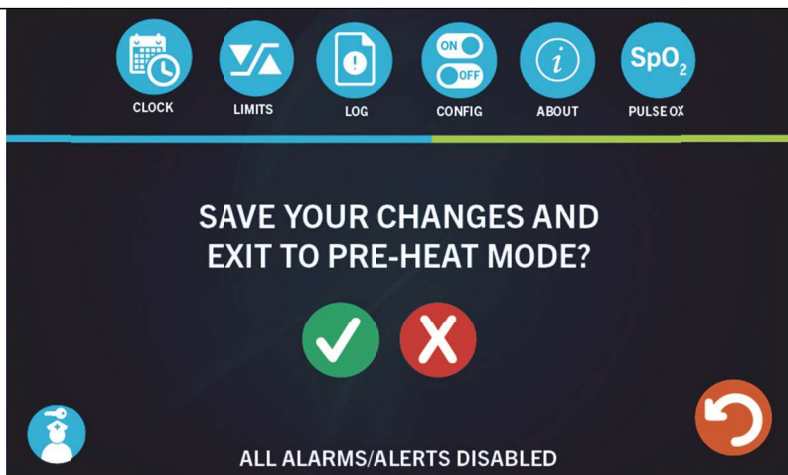 ON
OFF
i
SpO₂
CLOCK
LIMITS
LOG
CONFIG
ABOUT
PULSE OX
SAVE YOUR CHANGES AND
EXIT TO PRE-HEAT MODE?
ALL ALARMS/ALERTS DISABLED